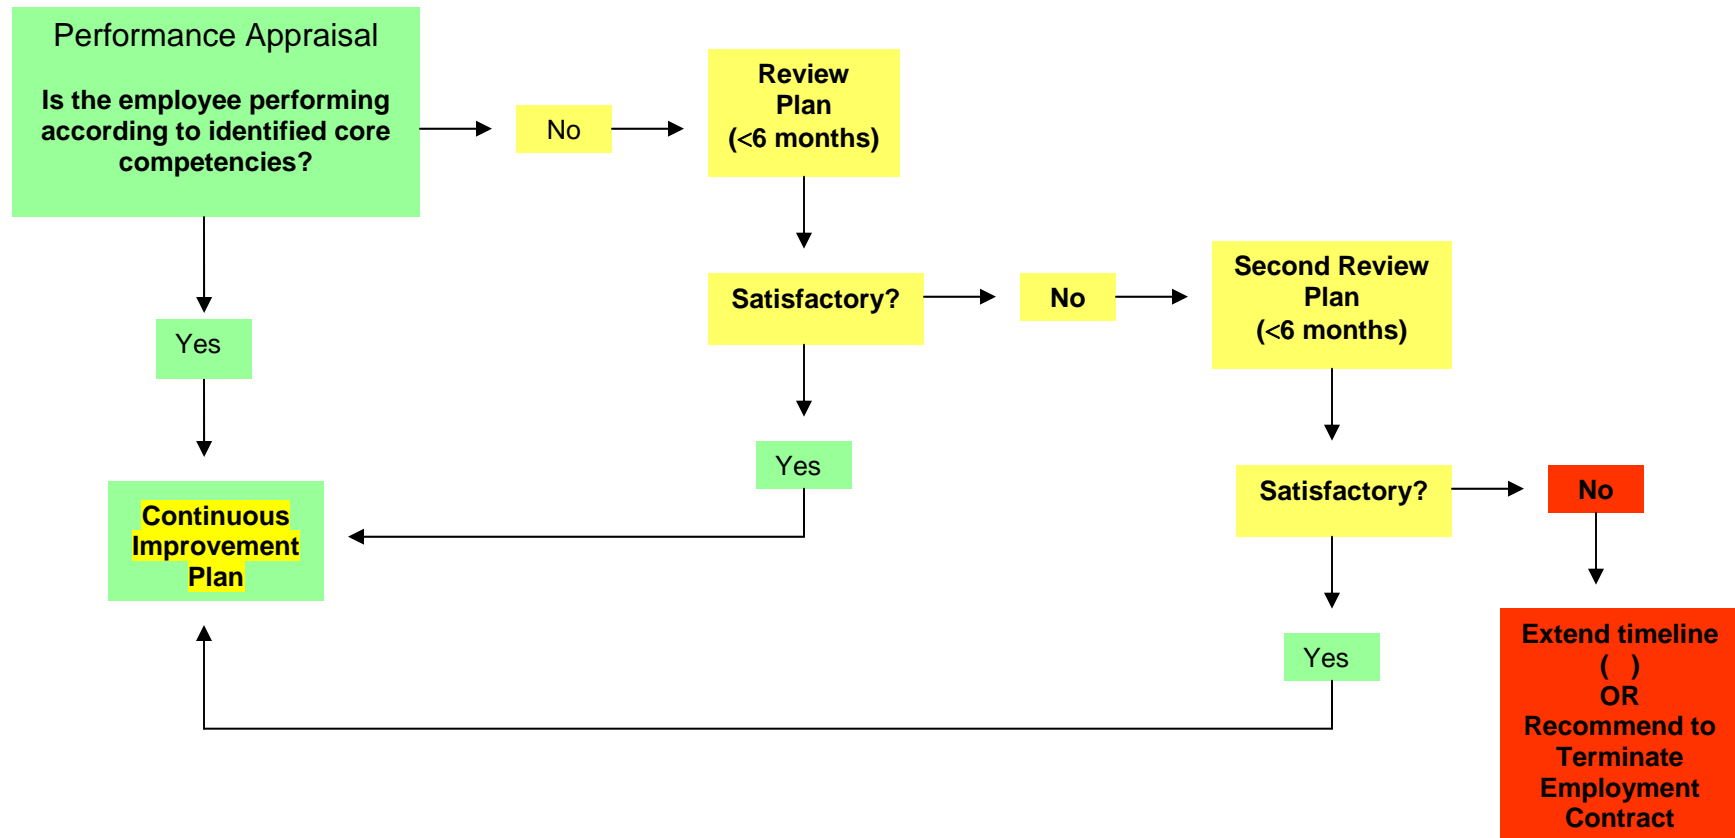 Performance Appraisal
Is the employee performing
according to identified core
competencies?
No
Review
Plan
(<6 months)
Satisfactory?
No
Second Review
Plan
(<6 months)
Yes
Yes
Satisfactory?
No
Continuous
Improvement
Plan
Yes
Extend timeline
(   )
OR
Recommend to
Terminate
Employment
Contract